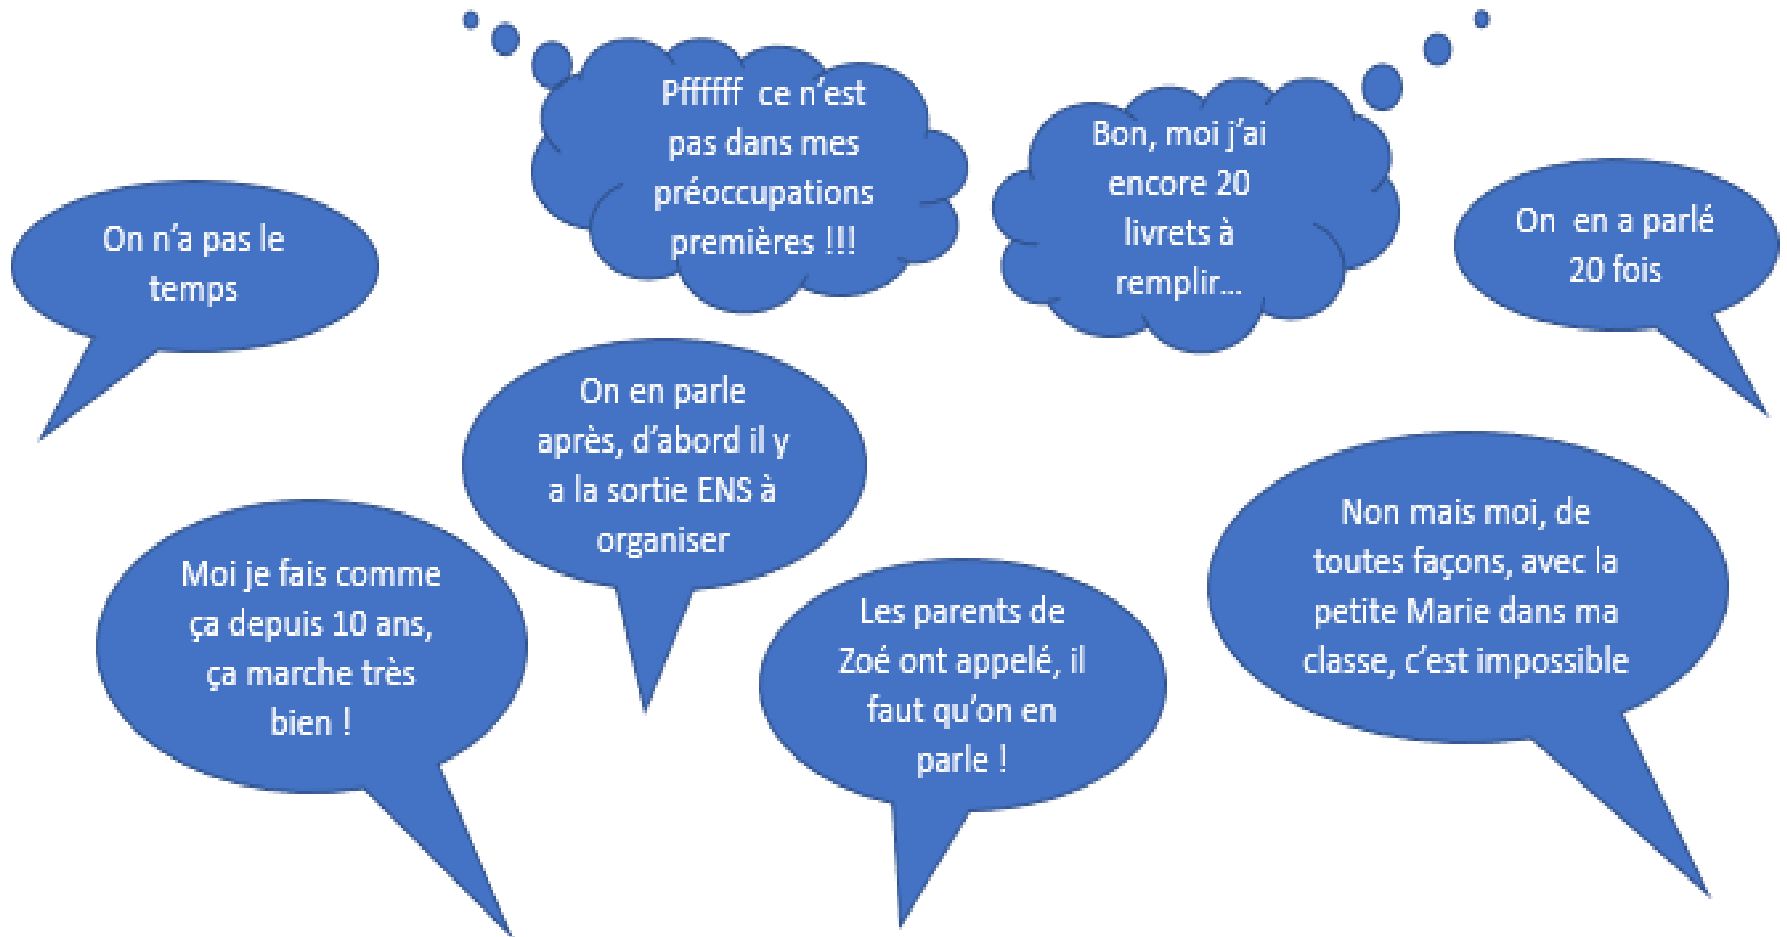 Pffffff  ce n’est
pas dans mes
préoccupations
premières !!!
Bon, moi j’ai
encore 20
livrets à
remplir...
On n’a pas le
temps
On  en a parlé
20 fois
On en parle
après, d’abord il y
a la sortie ENS à
organiser
Moi je fais comme
ça depuis 10 ans,
ça marche très
bien !
Les parents de
Zoé ont appelé, il
faut qu’on en
parle !
Non mais moi, de
toutes façons, avec la
petite Marie dans ma
classe, c’est impossible